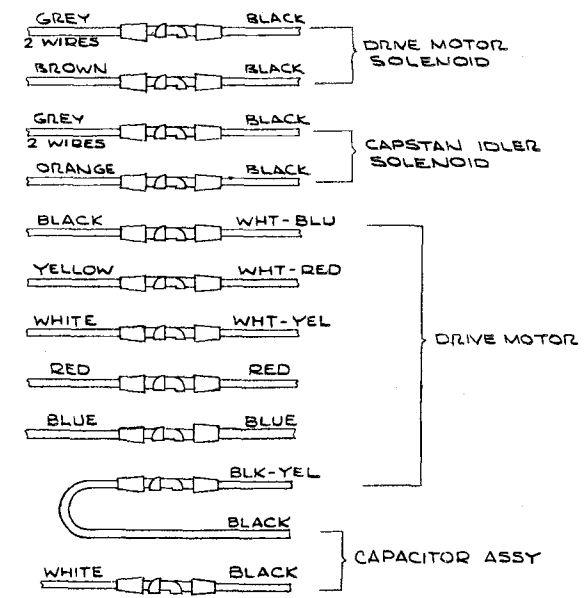 GREY BLACK
2 WIRES
DRIVE MOTOR
SOLENOID
BROWN BLACK
GREY BLACK
2 WIRES
CAPSTAN IDLER
SOLENOID
ORANGE BLACK
BLACK WHT-BLU
YELLOW WHT-RED
WHITE WHT-YEL
DRIVE MOTOR
RED RED
BLUE BLUE
BLK-YEL
BLACK
CAPACITOR ASSY
WHITE BLACK